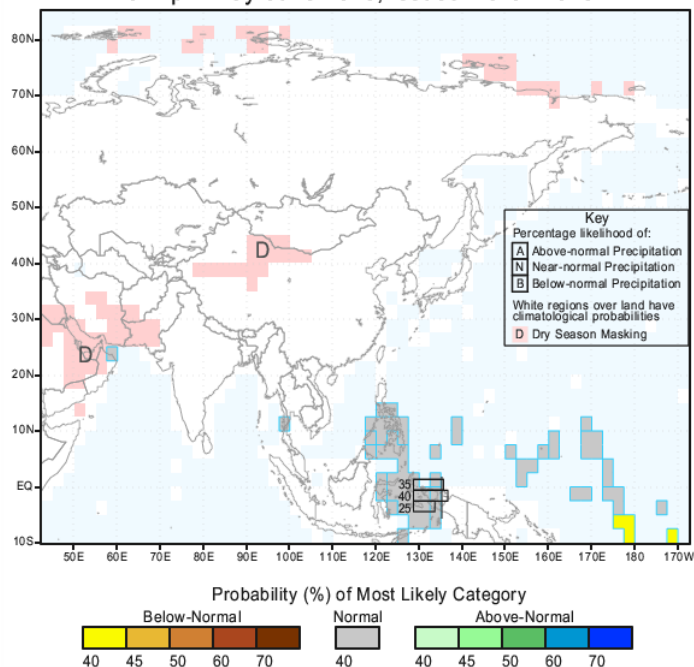 80N
70N
60N
50N
40N
30N
20N
10N
EQ
10S
50E 60E 70E 80E 90E 100E 110E 120E 130E 140E 150E 160E 170E 180 170W
D
D
35
40
25
Key
Percentage likelihood of:
A Above-normal Precipitation
N Near-normal Precipitation
B Below-normal Precipitation
White regions over land have
climatological probabilities
D Dry Season Masking
Probability (%) of Most Likely Category
Below-Normal Normal Above-Normal
40 45 50 60 70 40 40 45 50 60 70